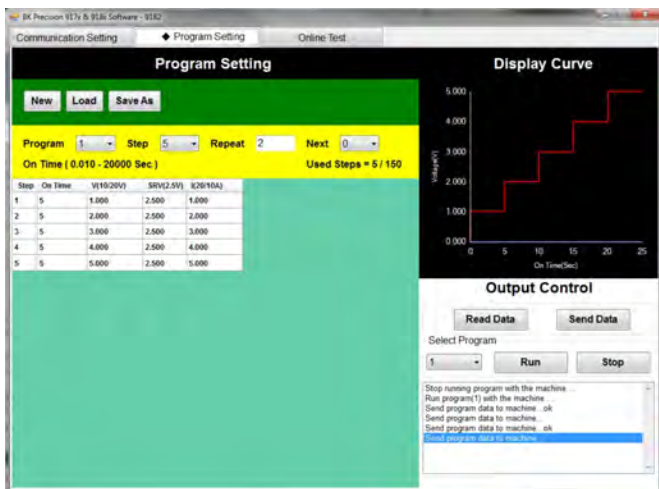 BK Precision 917x & 918x Software - 9182
Communication Setting ◆ Program Setting Online Test
Program Setting
New Load Save As
Program 1 Step 5 Repeat 2 Next 0
On Time ( 0.010 - 20000 Sec ) Used Steps = 5 / 150
Step On Time V(10/20V) SRV(2.5V) I(20/10A)
1 5 1.000 2.500 1.000
2 5 2.000 2.500 2.000
3 5 3.000 2.500 3.000
4 5 4.000 2.500 4.000
5 5 5.000 2.500 5.000
Display Curve
5.000
4.000
3.000
2.000
1.000
0.000
Voltage(V)
0 5 10 15 20 25
On Time(Sec)
Output Control
Read Data Send Data
Select Program
1 Run Stop
Stop running program with the machine...
Run program(1) with the machine...
Send program data to machine...ok
Send program data to machine...
Send program data to machine...ok
Send program data to machine...